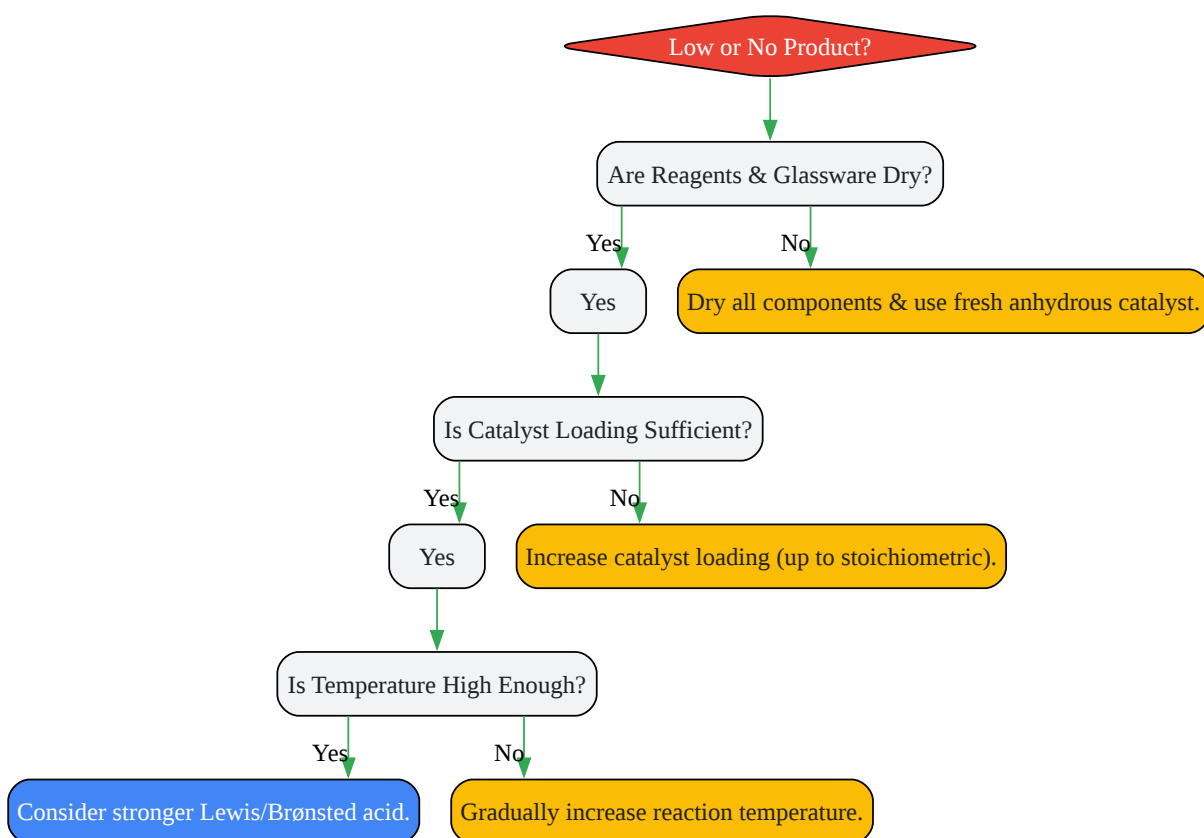 Low or No Product?
Are Reagents & Glassware Dry?
Yes
No
Yes
Dry all components & use fresh anhydrous catalyst.
Is Catalyst Loading Sufficient?
Yes
No
Yes
Increase catalyst loading (up to stoichiometric).
Is Temperature High Enough?
Yes
No
Consider stronger Lewis/Brønsted acid.
Gradually increase reaction temperature.